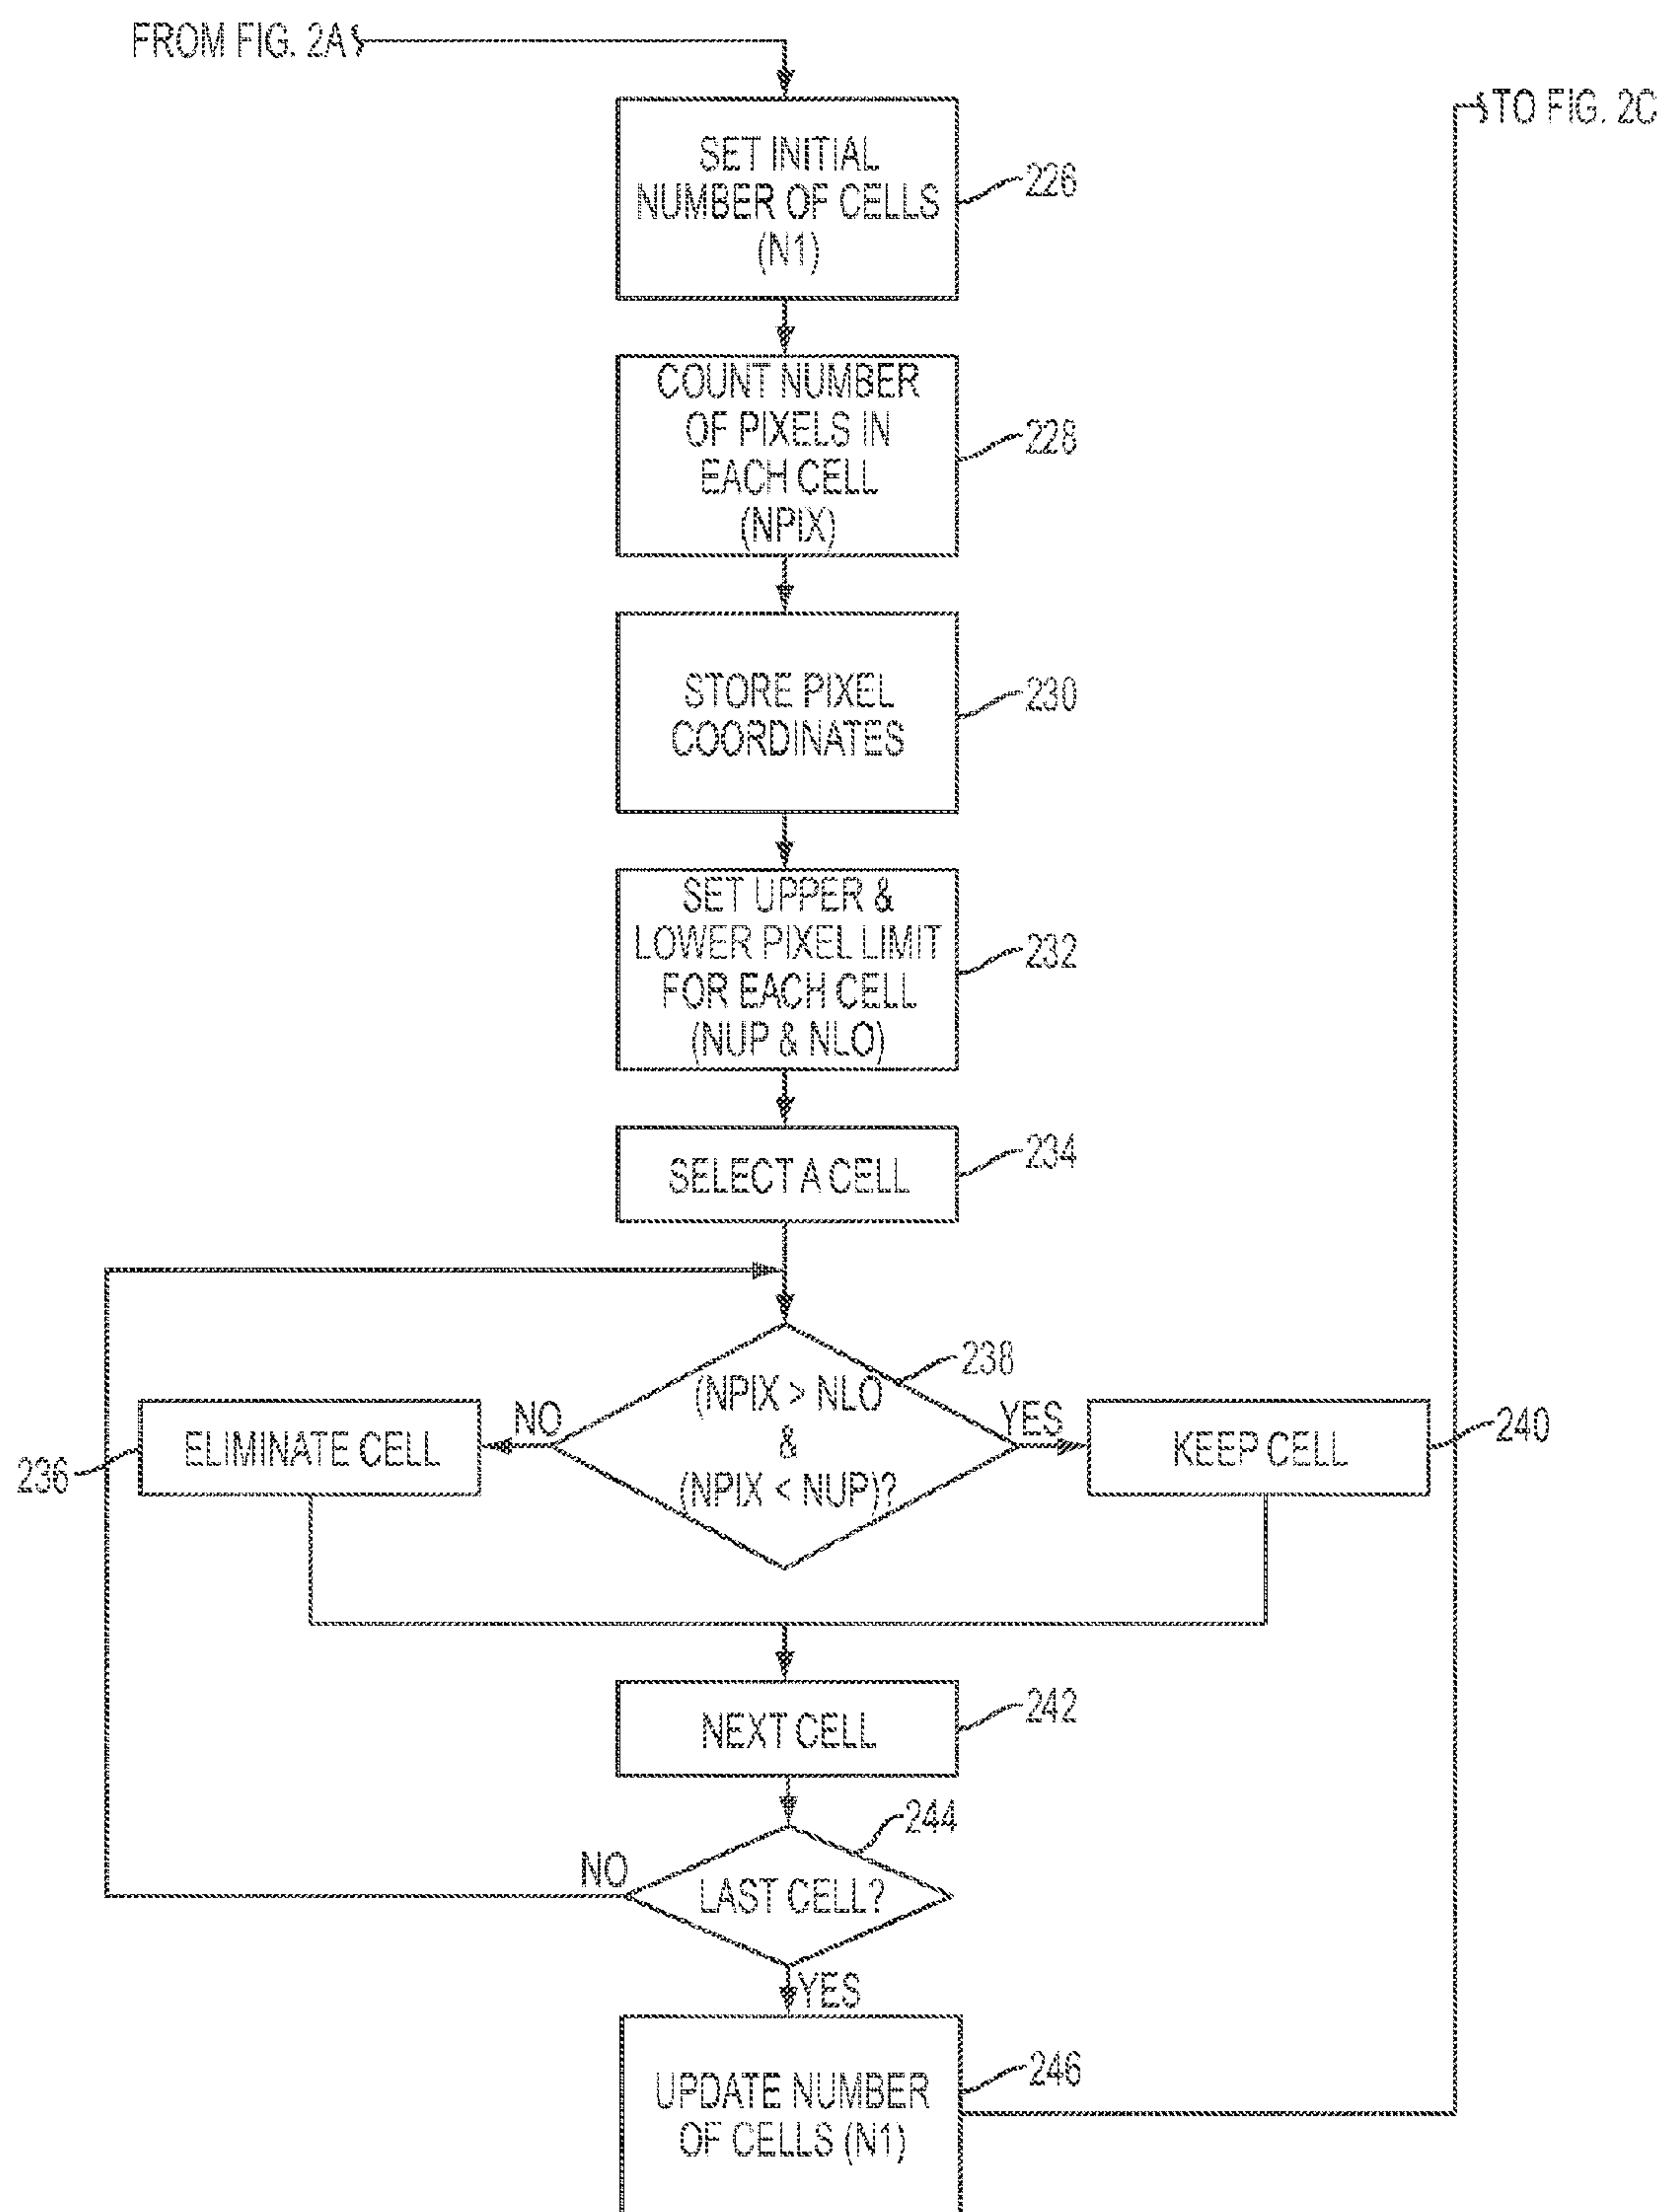 FROM FIG. 2A
TO FIG. 2C
SET INITIAL
NUMBER OF CELLS
(N1)
226
COUNT NUMBER
OF PIXELS IN
EACH CELL
(NPIX)
228
STORE PIXEL
COORDINATES
230
SET UPPER &
LOWER PIXEL LIMIT
FOR EACH CELL
(NUP & NLO)
232
SELECT A CELL
234
(NPIX > NLO
&
(NPIX < NUP)?
238
NO
YES
ELIMINATE CELL
236
KEEP CELL
240
NEXT CELL
242
LAST CELL?
244
NO
YES
UPDATE NUMBER
OF CELLS (N1)
246